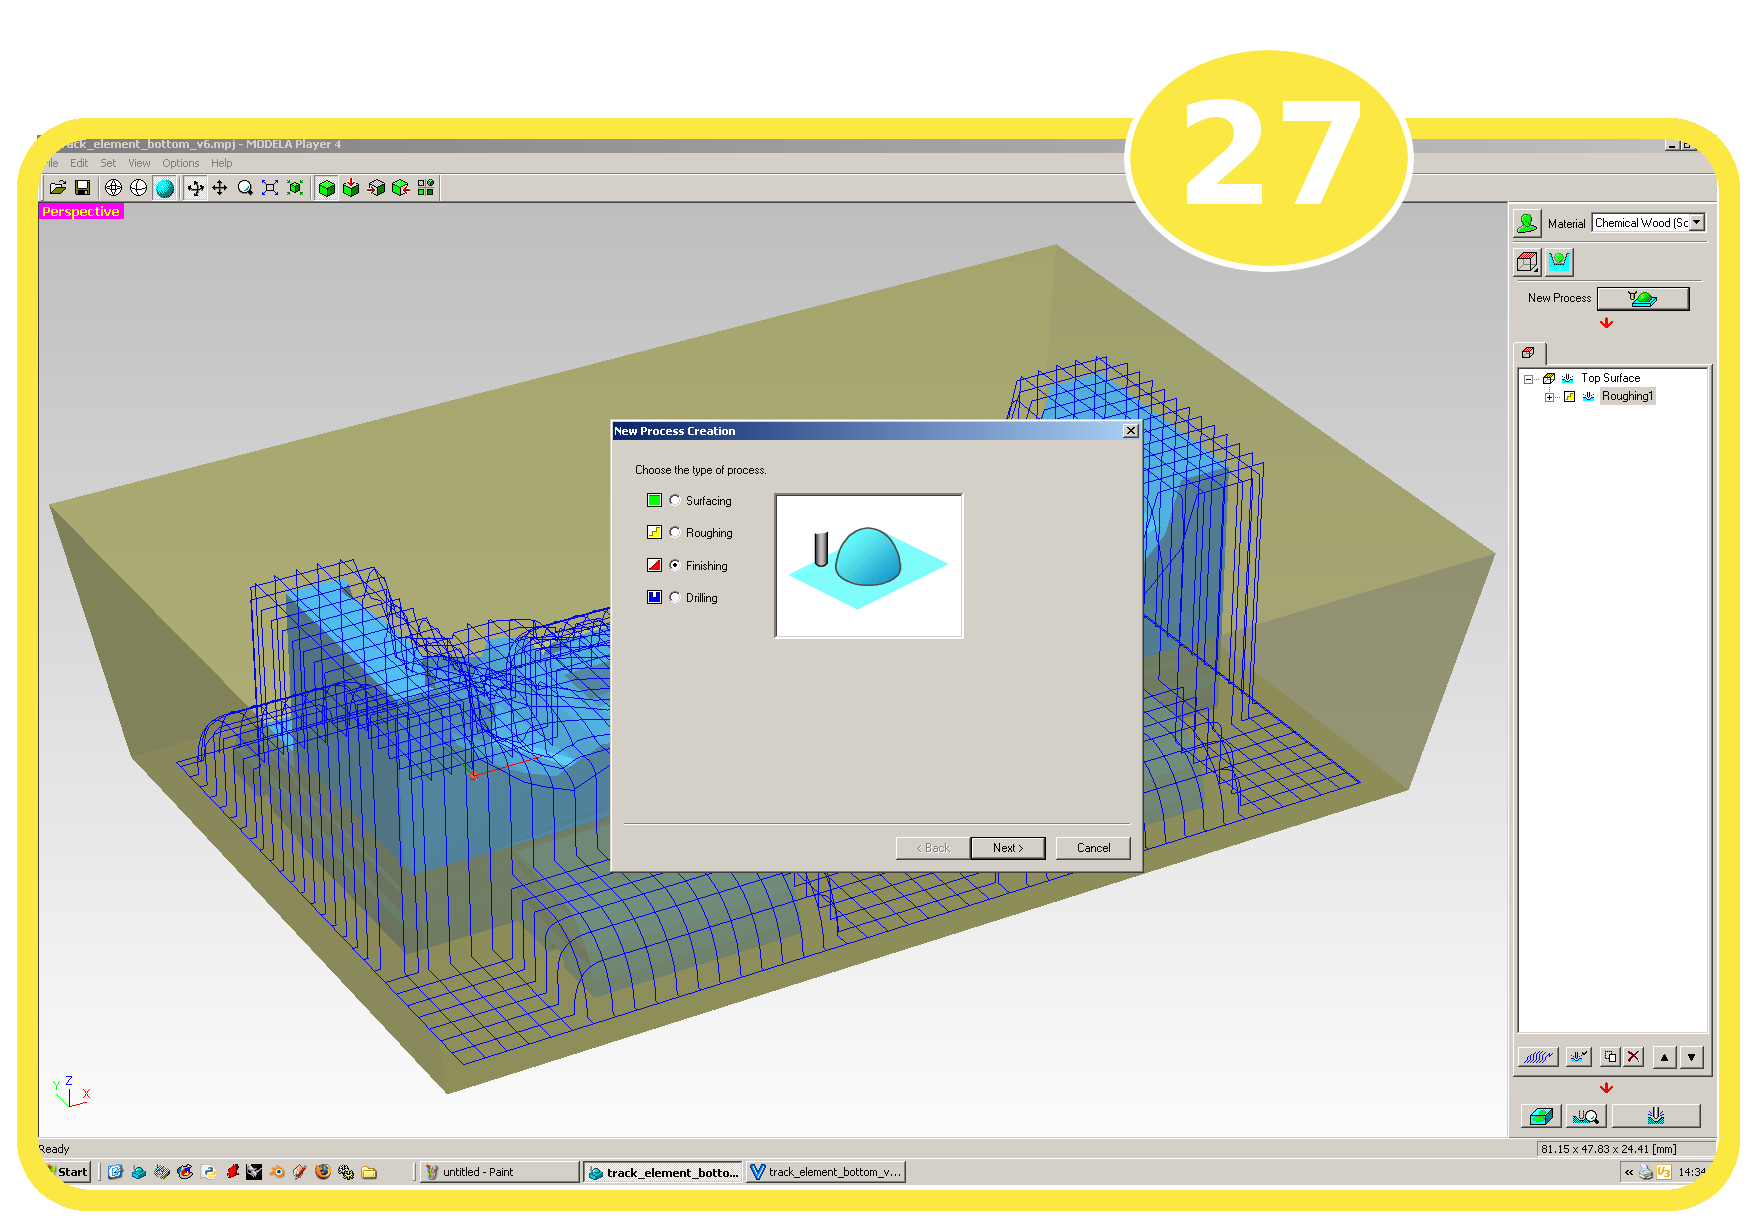 27
track_element_bottom_v6.mpj - MODELA Player 4
Edit Set View Options Help
Perspective
Material Chemical Wood (Sc
New Process
Top Surface
Roughing1
New Process Creation
Choose the type of process.
Surfacing
Roughing
Finishing
Drilling
< Back Next > Cancel
Z
Y
X
Ready
81.15 x 47.83 x 24.41 [mm]
Start untitled - Paint track_element_botto... track_element_bottom_v... « V3 14:34